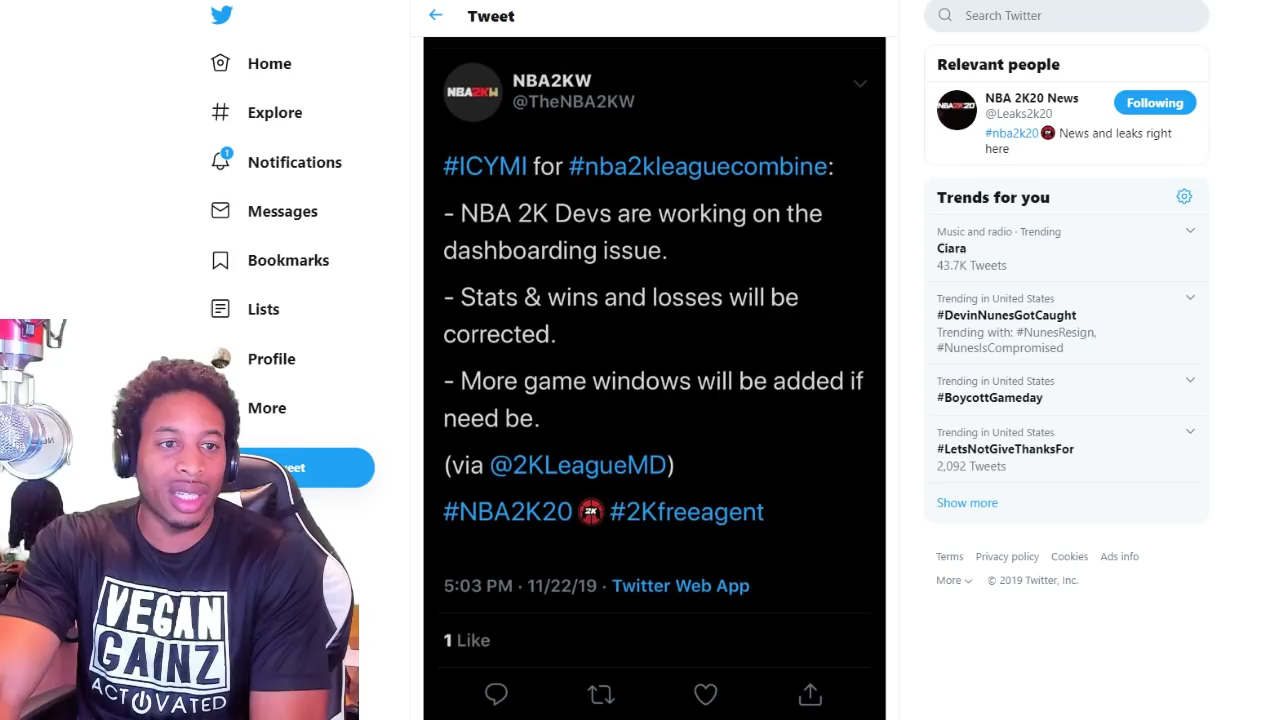 Home
Explore
1
Notifications
Messages
Bookmarks
Lists
Profile
More
eet
VEGAN
GAINZ
ACTIVATED
Tweet
NBA2KW
NBA2KW
@TheNBA2KW
#ICYMI for #nba2kleaguecombine:
- NBA 2K Devs are working on the
dashboarding issue.
- Stats & wins and losses will be
corrected.
- More game windows will be added if
need be.
(via @2KLeagueMD)
#NBA2K20 2K #2Kfreeagent
5:03 PM · 11/22/19 · Twitter Web App
1 Like
Search Twitter
Relevant people
NBA2K20
NBA 2K20 News
@Leaks2k20
Following
#nba2k20 News and leaks right
here
Trends for you
Music and radio · Trending
Ciara
43.7K Tweets
Trending in United States
#DevinNunesGotCaught
Trending with: #NunesResign,
#NunesIsCompromised
Trending in United States
#BoycottGameday
Trending in United States
#LetsNotGiveThanksFor
2,092 Tweets
Show more
Terms Privacy policy Cookies Ads info
More © 2019 Twitter, Inc.